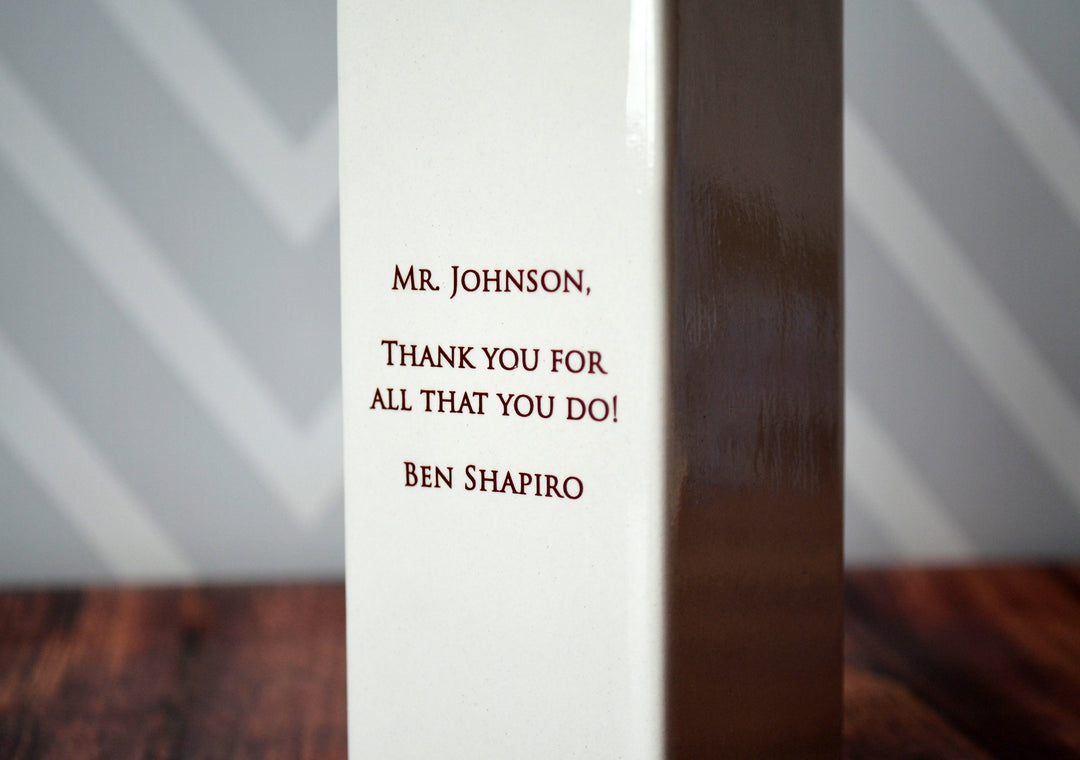 Mr. Johnson,
Thank you for
all that you do!
Ben Shapiro